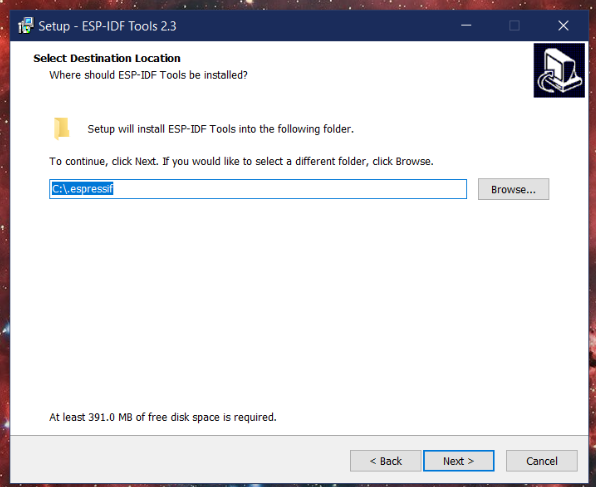 Setup - ESP-IDF Tools 2.3
Select Destination Location
Where should ESP-IDF Tools be installed?
Setup will install ESP-IDF Tools into the following folder.
To continue, click Next. If you would like to select a different folder, click Browse.
C:\.espressif
Browse...
At least 391.0 MB of free disk space is required.
< Back
Next >
Cancel